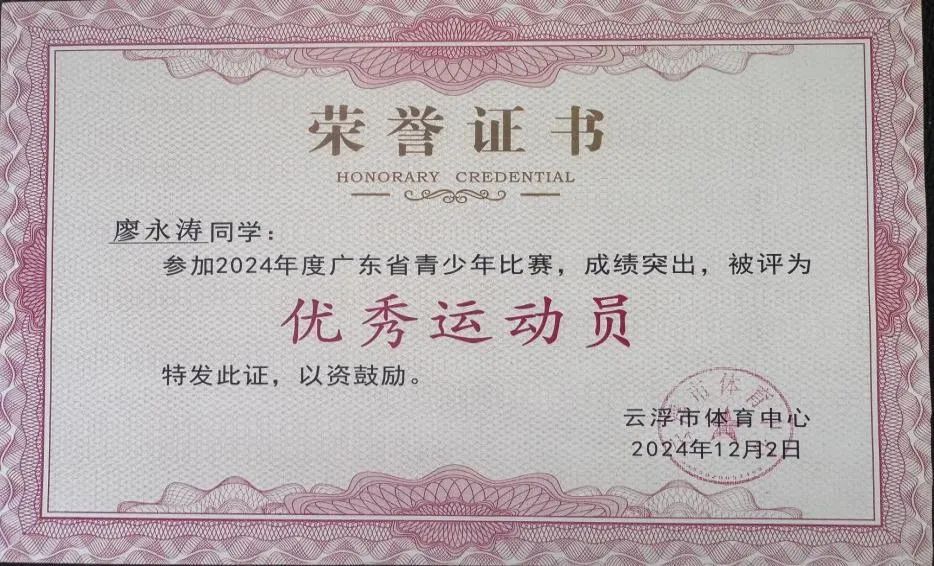 荣誉证书
HONORARY CREDENTIAL
廖永涛同学：
参加2024年度广东省青少年比赛，成绩突出，被评为
优秀运动员
特发此证，以资鼓励。
云浮市体育中心
2024年12月2日